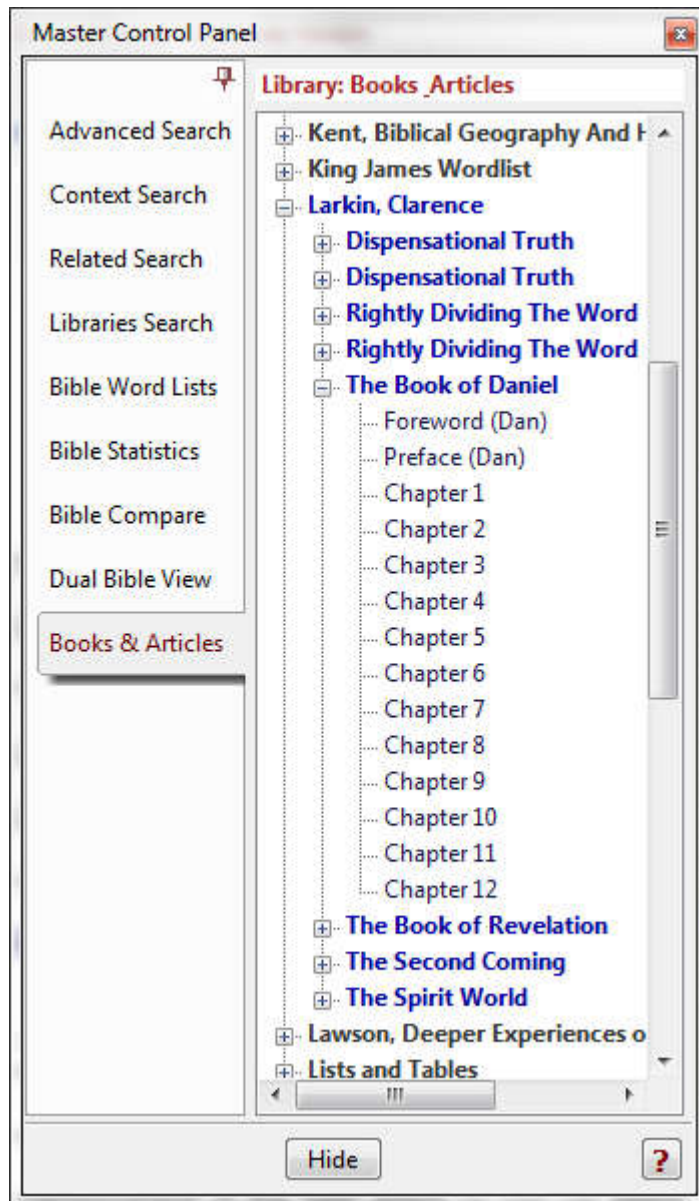 Master Control Panel
Advanced Search
Context Search
Related Search
Libraries Search
Bible Word Lists
Bible Statistics
Bible Compare
Dual Bible View
Books & Articles
Library: Books_Articles
Kent, Biblical Geography And H
King James Wordlist
Larkin, Clarence
Dispensational Truth
Dispensational Truth
Rightly Dividing The Word
Rightly Dividing The Word
The Book of Daniel
Foreword (Dan)
Preface (Dan)
Chapter 1
Chapter 2
Chapter 3
Chapter 4
Chapter 5
Chapter 6
Chapter 7
Chapter 8
Chapter 9
Chapter 10
Chapter 11
Chapter 12
The Book of Revelation
The Second Coming
The Spirit World
Lawson, Deeper Experiences o
Lists and Tables
Hide
?